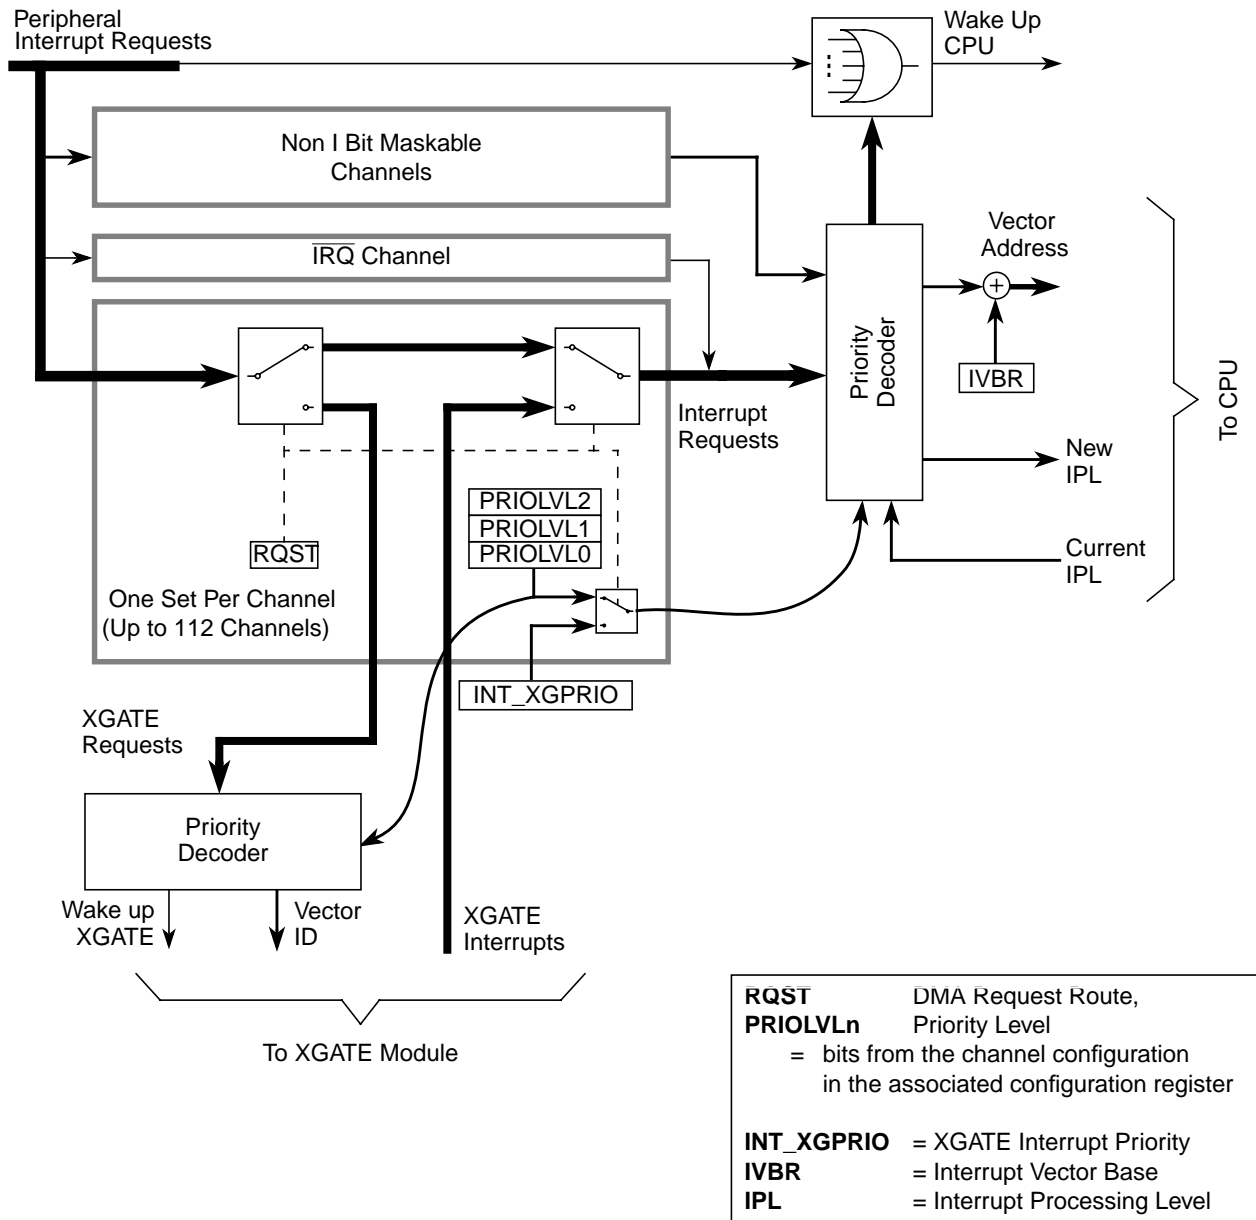 Peripheral
Interrupt Requests
Wake Up
CPU
Non I Bit Maskable
Channels
IRQ Channel
Vector
Address
Priority
Decoder
IVBR
To CPU
Interrupt
Requests
New
IPL
PRIOLVL2
PRIOLVL1
PRIOLVL0
RQST
Current
IPL
One Set Per Channel
(Up to 112 Channels)
INT_XGPRIO
XGATE
Requests
Priority
Decoder
Wake up
XGATE
Vector
ID
XGATE
Interrupts
To XGATE Module
RQST DMA Request Route,
PRIOLVLn Priority Level
= bits from the channel configuration
in the associated configuration register
INT_XGPRIO = XGATE Interrupt Priority
IVBR = Interrupt Vector Base
IPL = Interrupt Processing Level